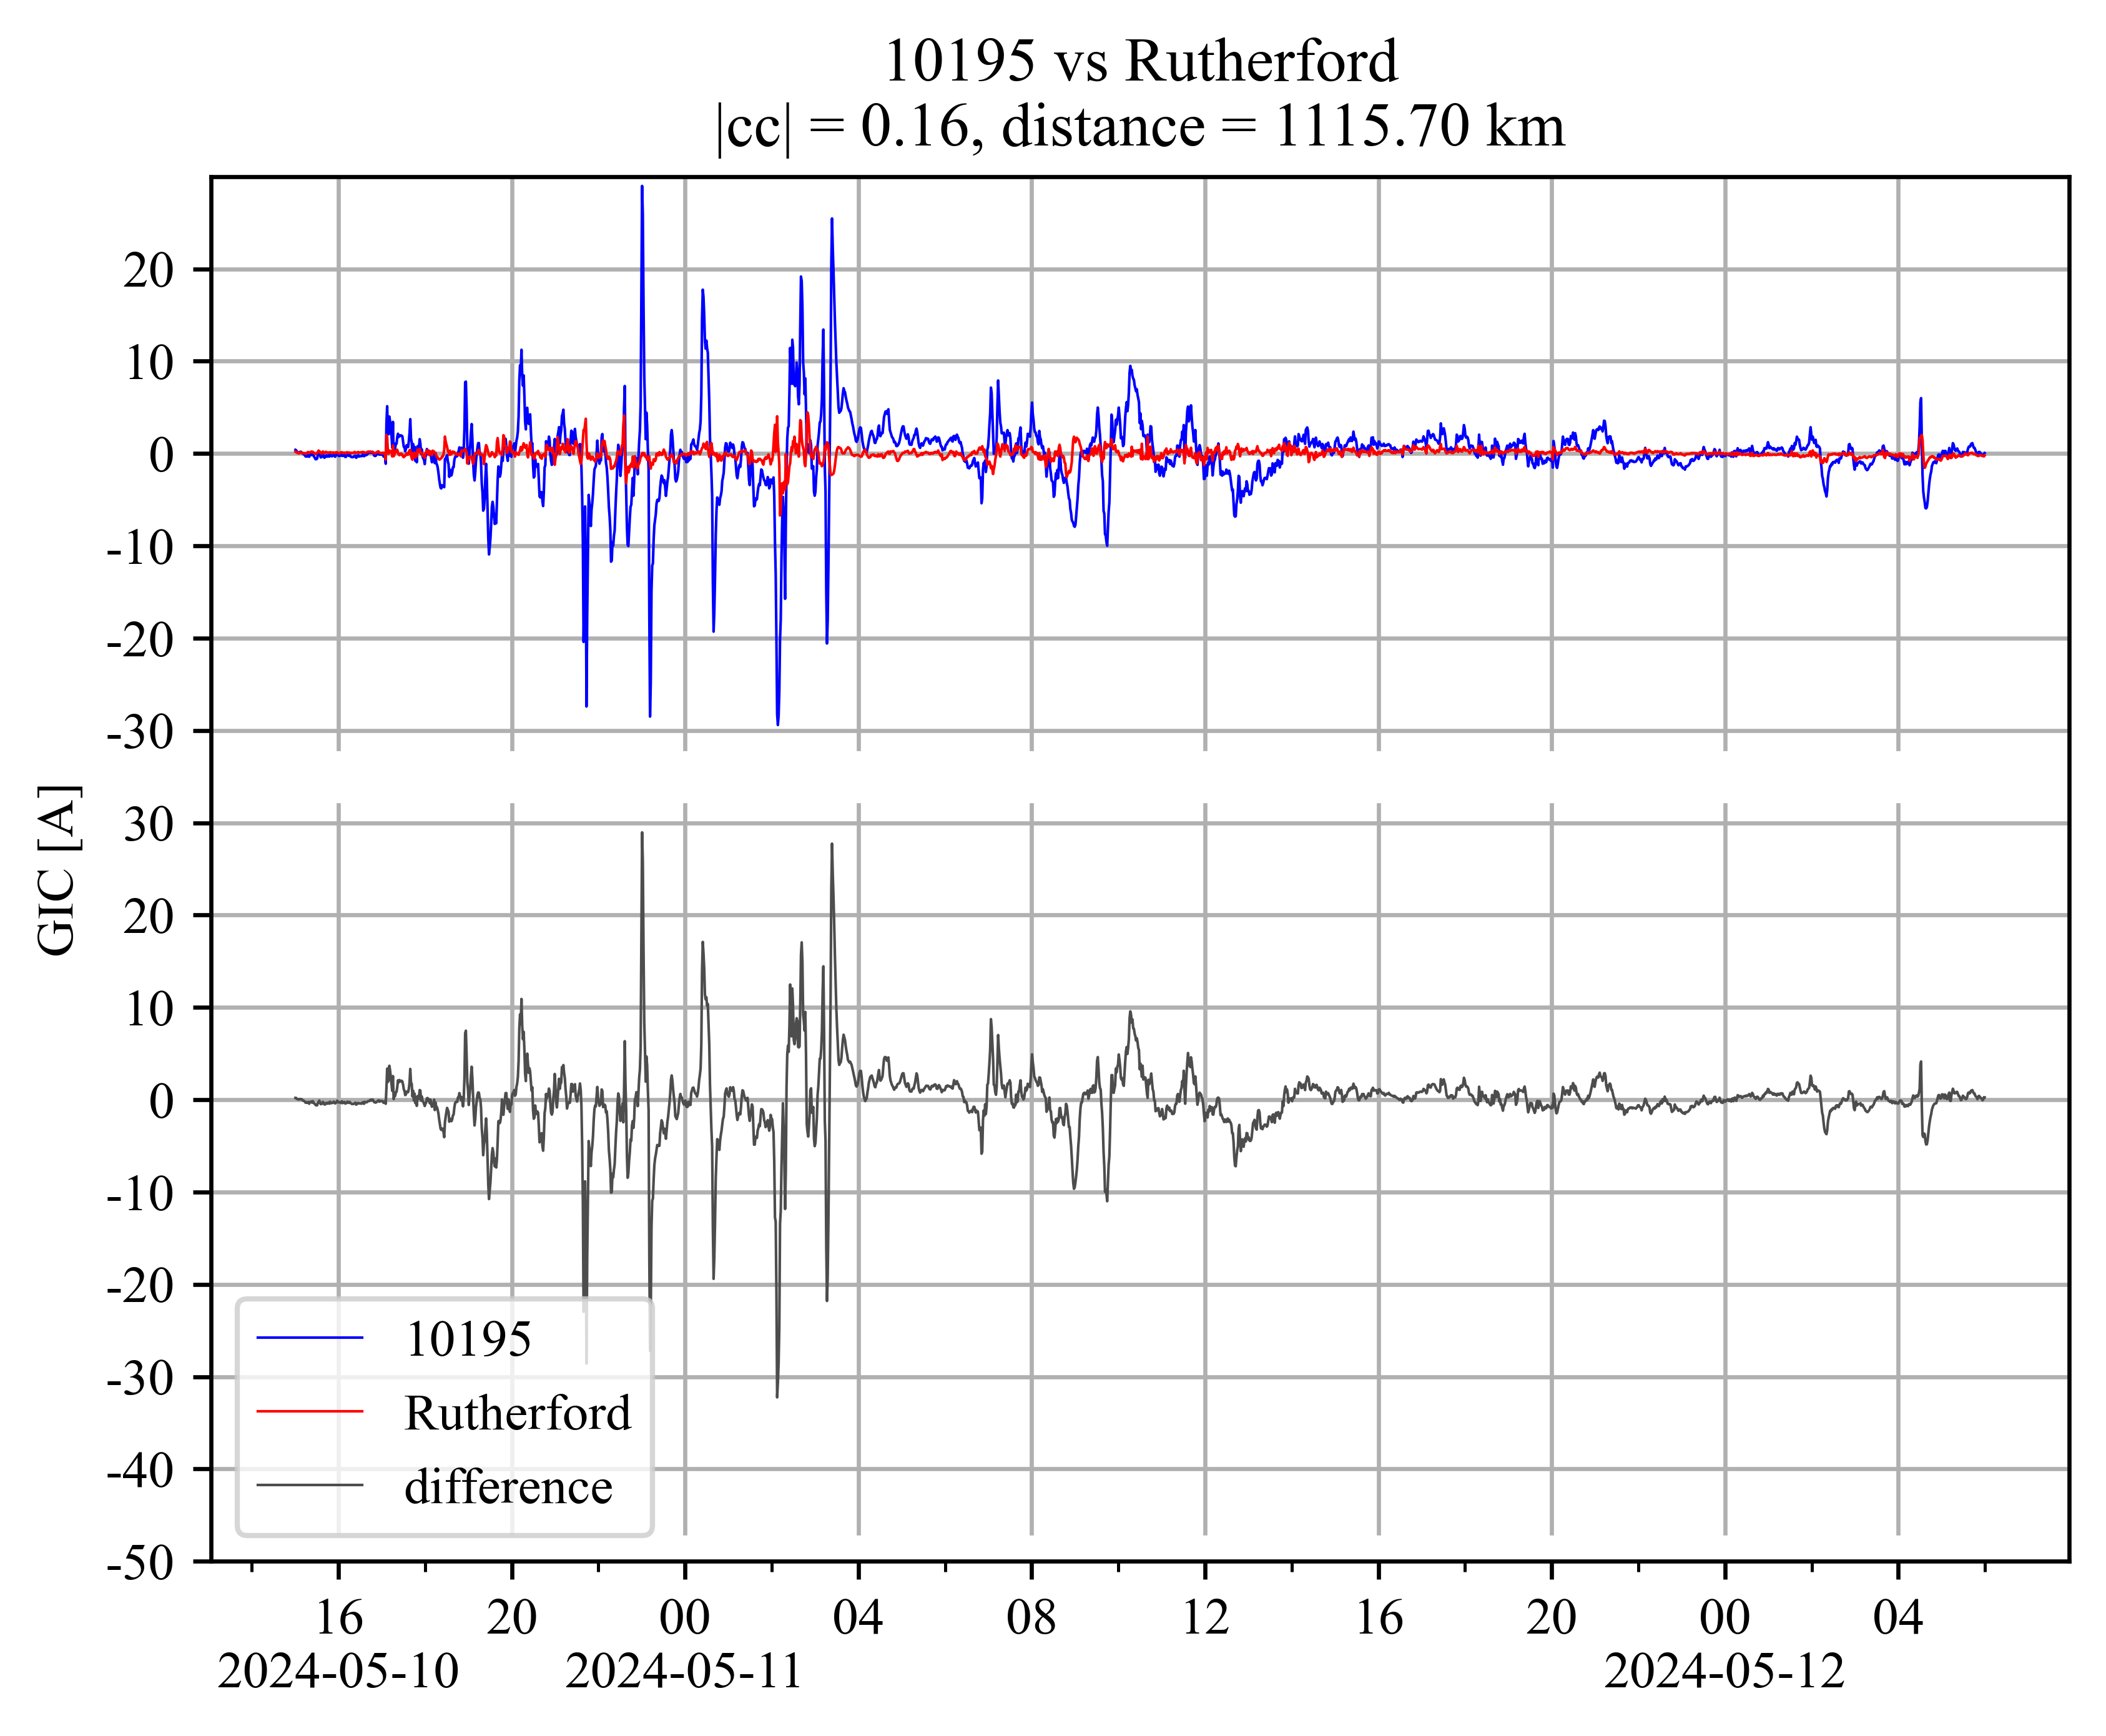 10195 vs Rutherford
|cc| = 0.16, distance = 1115.70 km
20
10
0
-10
-20
-30
GIC [A]
30
20
10
0
-10
-20
-30
-40
-50
10195
Rutherford
difference
16 20 00 04 08 12 16 20 00 04
2024-05-10 2024-05-11 2024-05-12